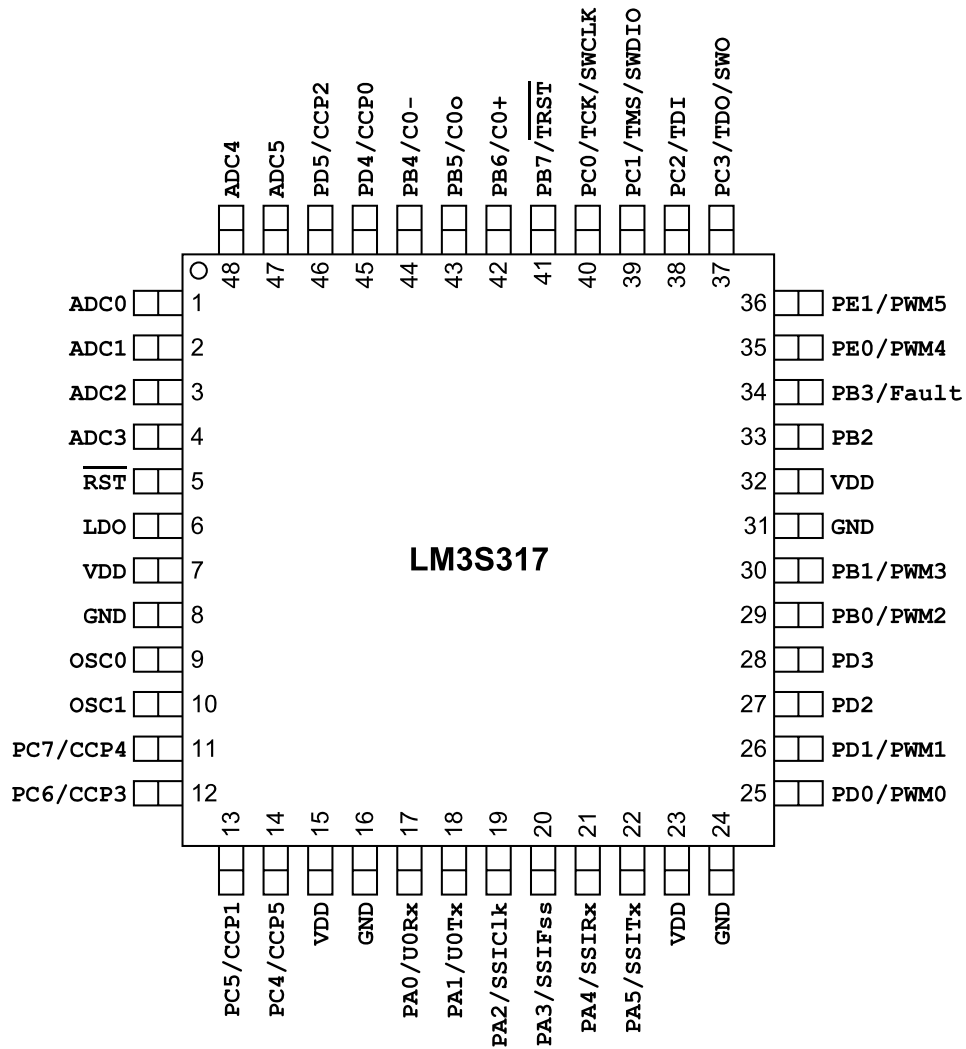 ADC4
ADC5
PD5/CCP2
PD4/CCP0
PB4/C0-
PB5/C0o
PB6/C0+
PB7/TRST
PC0/TCK/SWCLK
PC1/TMS/SWDIO
PC2/TDI
PC3/TDO/SWO
48
47
46
45
44
43
42
41
40
39
38
37
ADC0 1
ADC1 2
ADC2 3
ADC3 4
RST 5
LDO 6
VDD 7
GND 8
OSC0 9
OSC1 10
PC7/CCP4 11
PC6/CCP3 12
LM3S317
36 PE1/PWM5
35 PE0/PWM4
34 PB3/Fault
33 PB2
32 VDD
31 GND
30 PB1/PWM3
29 PB0/PWM2
28 PD3
27 PD2
26 PD1/PWM1
25 PD0/PWM0
13
14
15
16
17
18
19
20
21
22
23
24
PC5/CCP1
PC4/CCP5
VDD
GND
PA0/U0Rx
PA1/U0Tx
PA2/SSIClk
PA3/SSIFss
PA4/SSIRx
PA5/SSITx
VDD
GND